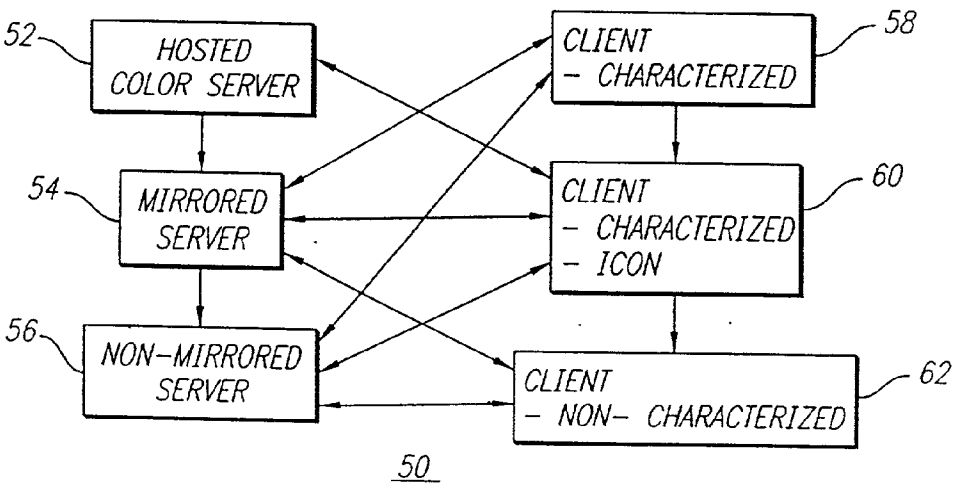 52
HOSTED
COLOR SERVER
58
CLIENT
- CHARACTERIZED
54
MIRRORED
SERVER
60
CLIENT
- CHARACTERIZED
- ICON
56
NON-MIRRORED
SERVER
62
CLIENT
- NON- CHARACTERIZED
50